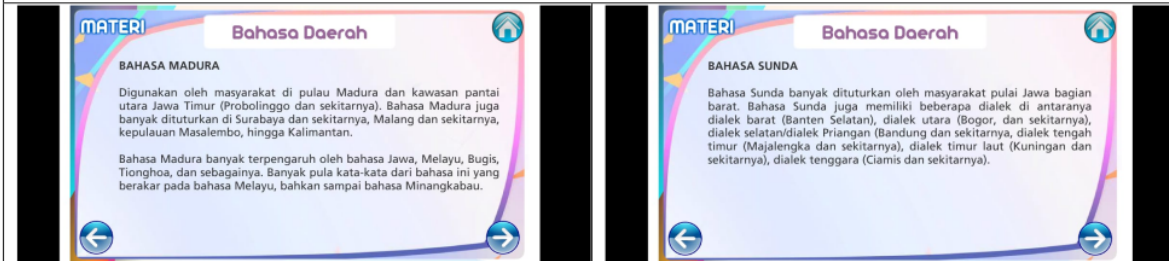 MATERI
Bahasa Daerah
BAHASA MADURA
Digunakan oleh masyarakat di pulau Madura dan kawasan pantai
utara Jawa Timur (Probolinggo dan sekitarnya). Bahasa Madura juga
banyak dituturkan di Surabaya dan sekitarnya, Malang dan sekitarnya,
kepulauan Masalembo, hingga Kalimantan.
Bahasa Madura banyak terpengaruh oleh bahasa Jawa, Melayu, Bugis,
Tionghoa, dan sebagainya. Banyak pula kata-kata dari bahasa ini yang
berakar pada bahasa Melayu, bahkan sampai bahasa Minangkabau.
MATERI
Bahasa Daerah
BAHASA SUNDA
Bahasa Sunda banyak dituturkan oleh masyarakat pulai Jawa bagian
barat. Bahasa Sunda juga memiliki beberapa dialek di antaranya
dialek barat (Banten Selatan), dialek utara (Bogor, dan sekitarnya),
dialek selatan/dialek Priangan (Bandung dan sekitarnya, dialek tengah
timur (Majalengka dan sekitarnya), dialek timur laut (Kuningan dan
sekitarnya), dialek tenggara (Ciamis dan sekitarnya).